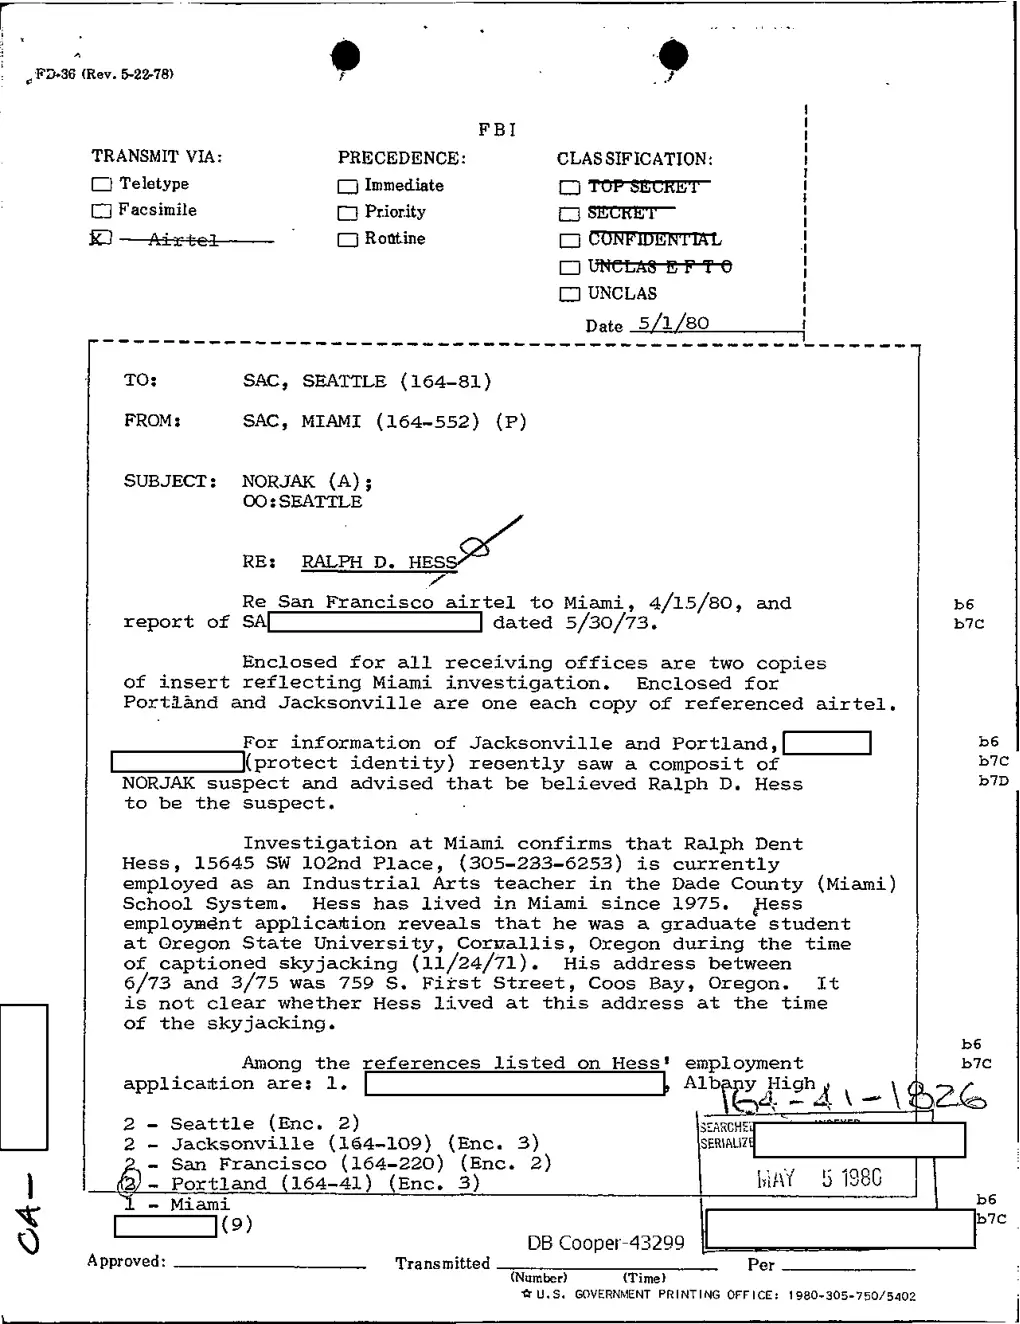 FD-36 (Rev. 5-22-78)
FBI
TRANSMIT VIA:
Teletype
Facsimile
X Airtel
PRECEDENCE:
Immediate
Priority
Routine
CLASSIFICATION:
TOP SECRET
SECRET
CONFIDENTIAL
UNCLAS E F T O
UNCLAS
Date 5/1/80
TO: SAC, SEATTLE (164-81)
FROM: SAC, MIAMI (164-552) (P)
SUBJECT: NORJAK (A);
OO:SEATTLE
RE: RALPH D. HESS
Re San Francisco airtel to Miami, 4/15/80, and
report of SA dated 5/30/73.
b6
b7C
Enclosed for all receiving offices are two copies
of insert reflecting Miami investigation. Enclosed for
Portland and Jacksonville are one each copy of referenced airtel.
For information of Jacksonville and Portland,
(protect identity) recently saw a composit of
NORJAK suspect and advised that be believed Ralph D. Hess
to be the suspect.
b6
b7C
b7D
Investigation at Miami confirms that Ralph Dent
Hess, 15645 SW 102nd Place, (305-233-6253) is currently
employed as an Industrial Arts teacher in the Dade County (Miami)
School System. Hess has lived in Miami since 1975. Hess
employment application reveals that he was a graduate student
at Oregon State University, Corvallis, Oregon during the time
of captioned skyjacking (11/24/71). His address between
6/73 and 3/75 was 759 S. First Street, Coos Bay, Oregon. It
is not clear whether Hess lived at this address at the time
of the skyjacking.
Among the references listed on Hess' employment
application are: 1. , Albany High
b6
b7C
164-41-1826
2 - Seattle (Enc. 2)
2 - Jacksonville (164-109) (Enc. 3)
2 - San Francisco (164-220) (Enc. 2)
2 - Portland (164-41) (Enc. 3)
1 - Miami
(9)
MAY 5 1980
b6
b7C
OA-
DB Cooper-43299
Approved: Transmitted Per
(Number) (Time)
☆ U.S. GOVERNMENT PRINTING OFFICE: 1980-305-750/5402